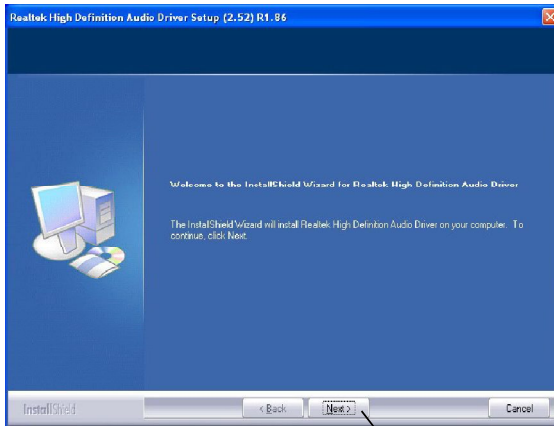 Realtek High Definition Audio Driver Setup (2.52) R1.86
Welcome to the InstallShield Wizard for Realtek High Definition Audio Driver
The InstallShield Wizard will install Realtek High Definition Audio Driver on your computer. To
continue, click Next.
InstallShield
< Back
Next >
Cancel